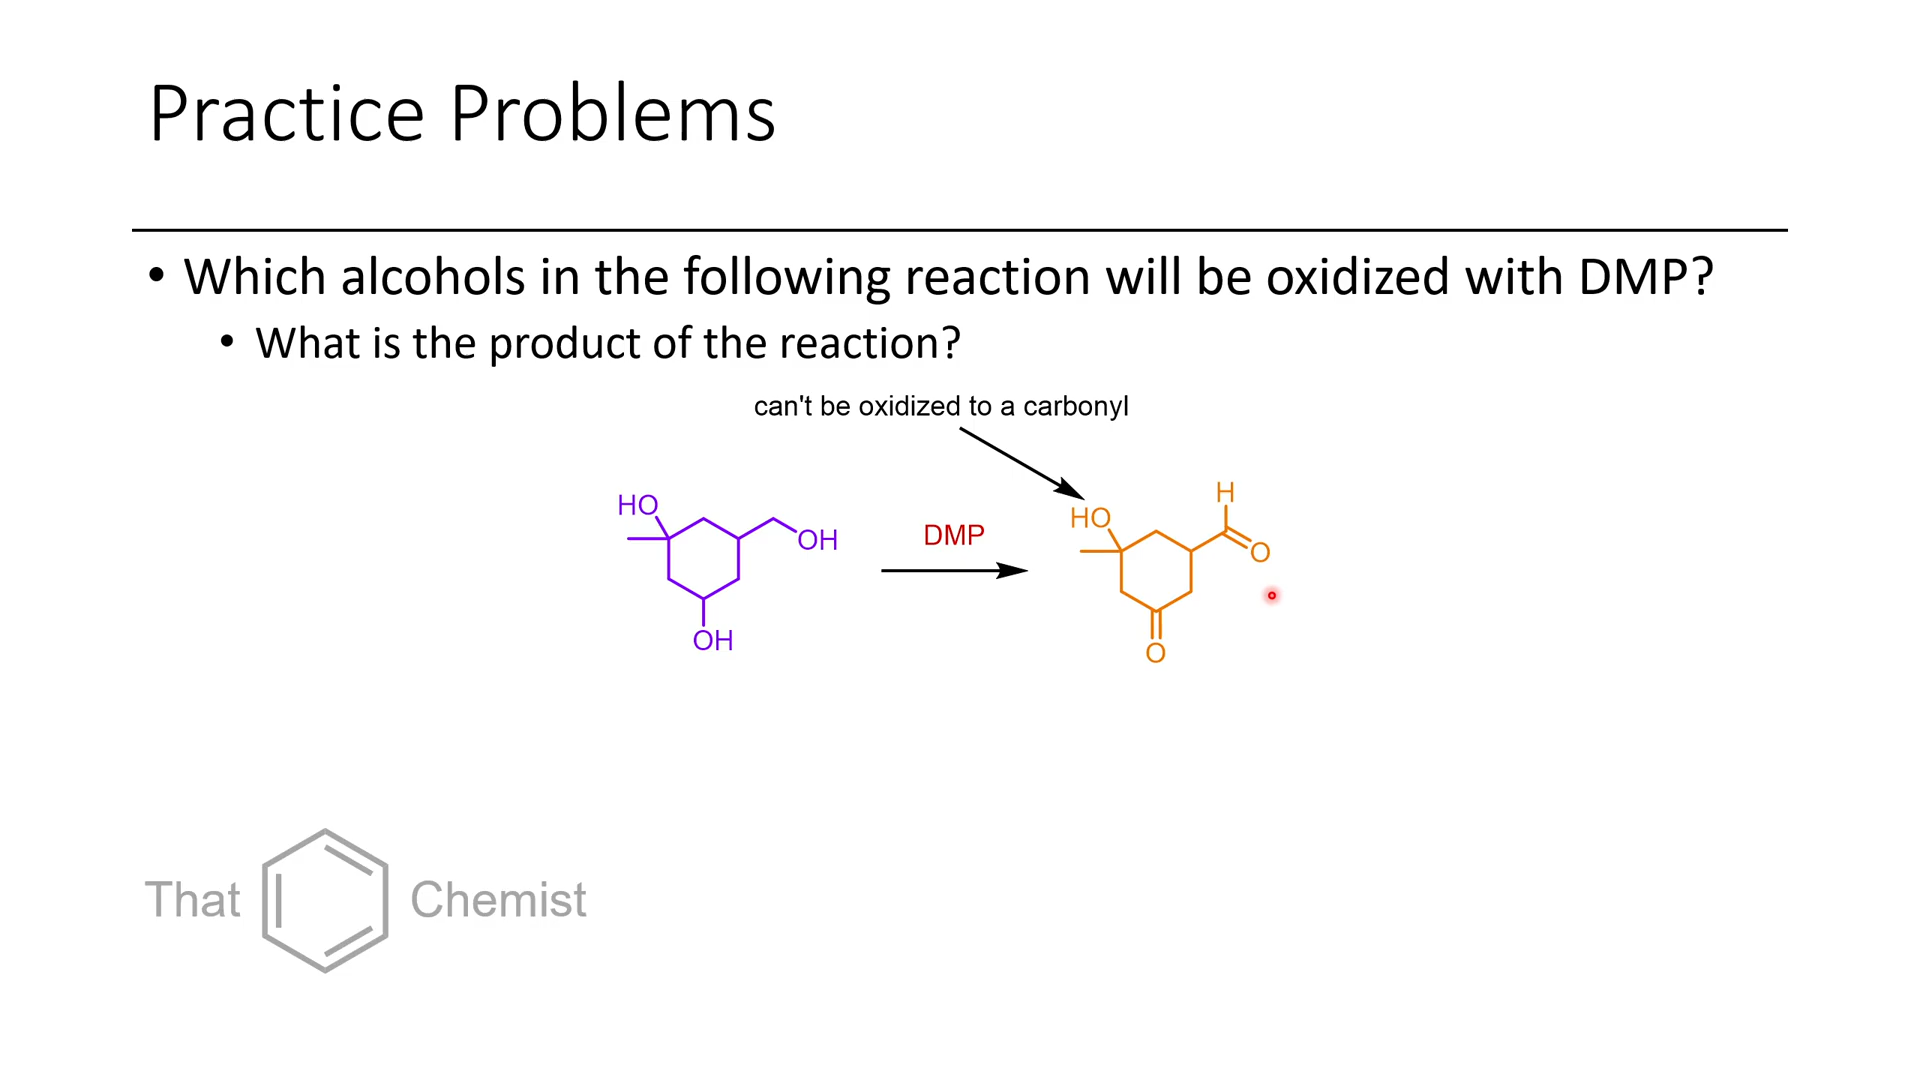 Practice Problems
• Which alcohols in the following reaction will be oxidized with DMP?
• What is the product of the reaction?
can't be oxidized to a carbonyl
HO
OH
OH
DMP
HO
H
O
O
That Chemist